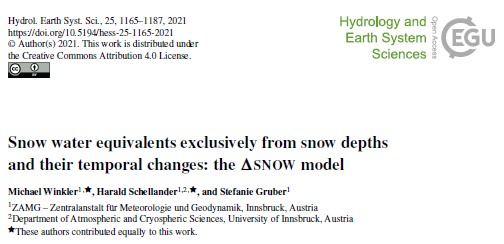 Hydrol. Earth Syst. Sci., 25, 1165–1187, 2021
https://doi.org/10.5194/hess-25-1165-2021
© Author(s) 2021. This work is distributed under
the Creative Commons Attribution 4.0 License.
cc BY
Hydrology and
Earth System
Sciences
Open Access
EGU
Snow water equivalents exclusively from snow depths
and their temporal changes: the ΔSNOW model
Michael Winkler1,★, Harald Schellander1,2,★, and Stefanie Gruber1
1ZAMG – Zentralanstalt für Meteorologie und Geodynamik, Innsbruck, Austria
2Department of Atmospheric and Cryospheric Sciences, University of Innsbruck, Austria
★These authors contributed equally to this work.